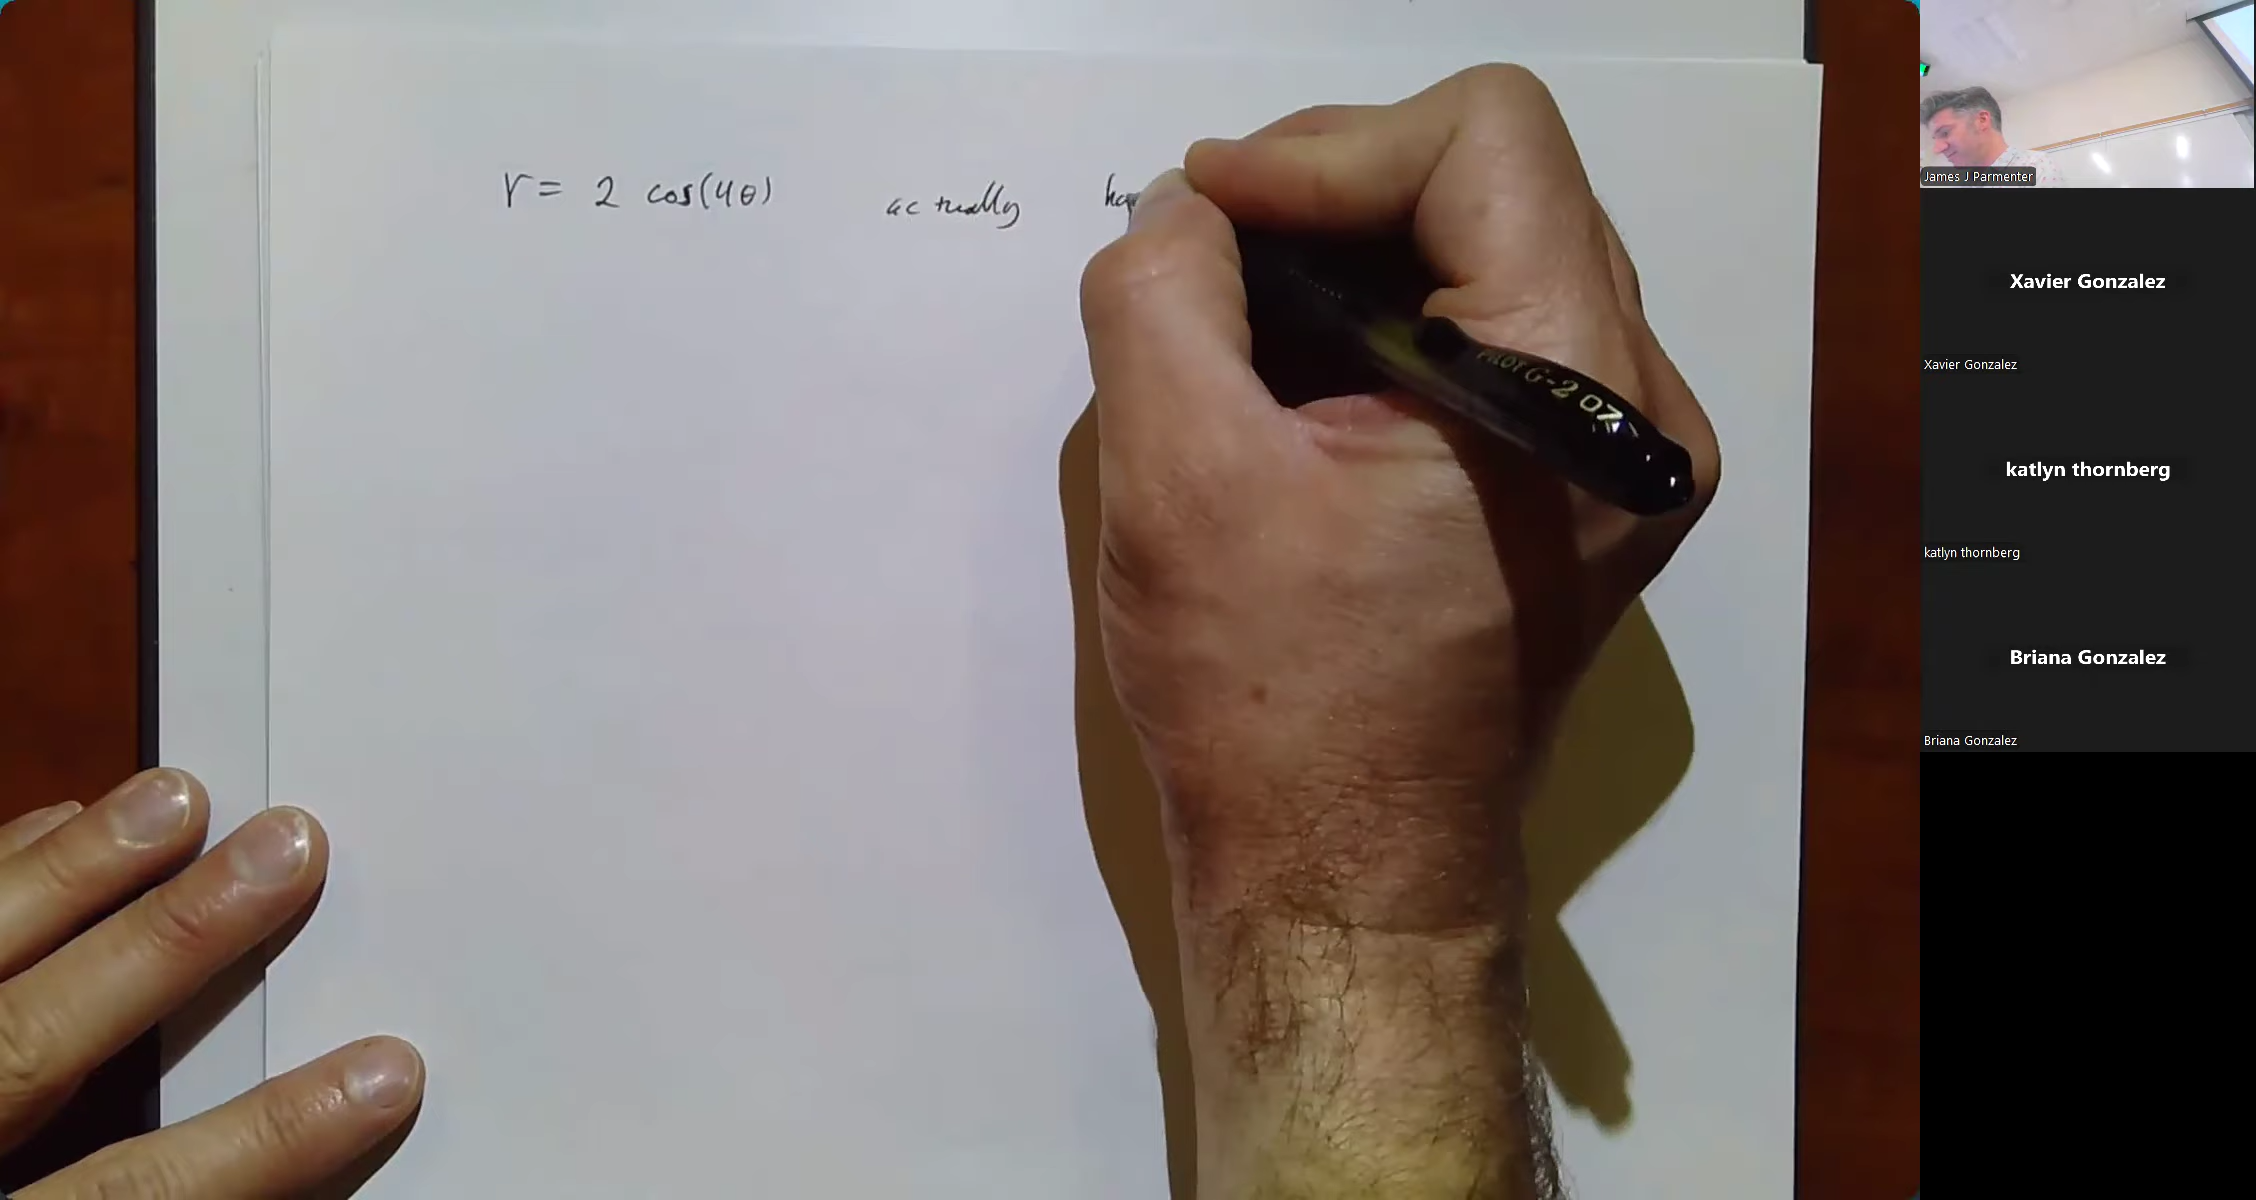 r = 2 cos(4θ) actually
PILOT G-2 07
James J Parmenter
Xavier Gonzalez
Xavier Gonzalez
katlyn thornberg
katlyn thornberg
Briana Gonzalez
Briana Gonzalez